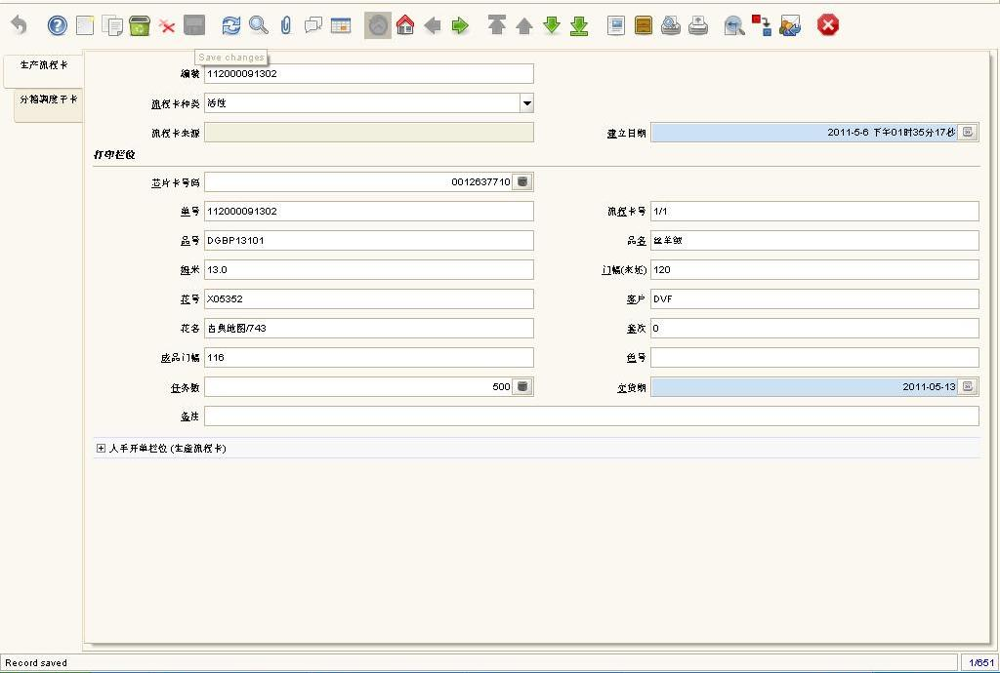 生产流程卡
分箱调度子卡
Save changes
编号 112000091302
流程卡种类 活性
流程卡来源
建立日期 2011-5-6 下午01时35分17秒
打印栏位
芯片卡号码 0012637710
单号 112000091302
流程卡号 1/1
品号 DGBP13101
品名 丝羊绒
姆米 13.0
门幅(来坯) 120
花号 X05352
客户 DVF
花名 古典地图/743
套次 0
成品门幅 116
色号
任务数 500
交货期 2011-05-13
备注
人手开单栏位 (生产流程卡)
Record saved
1/651